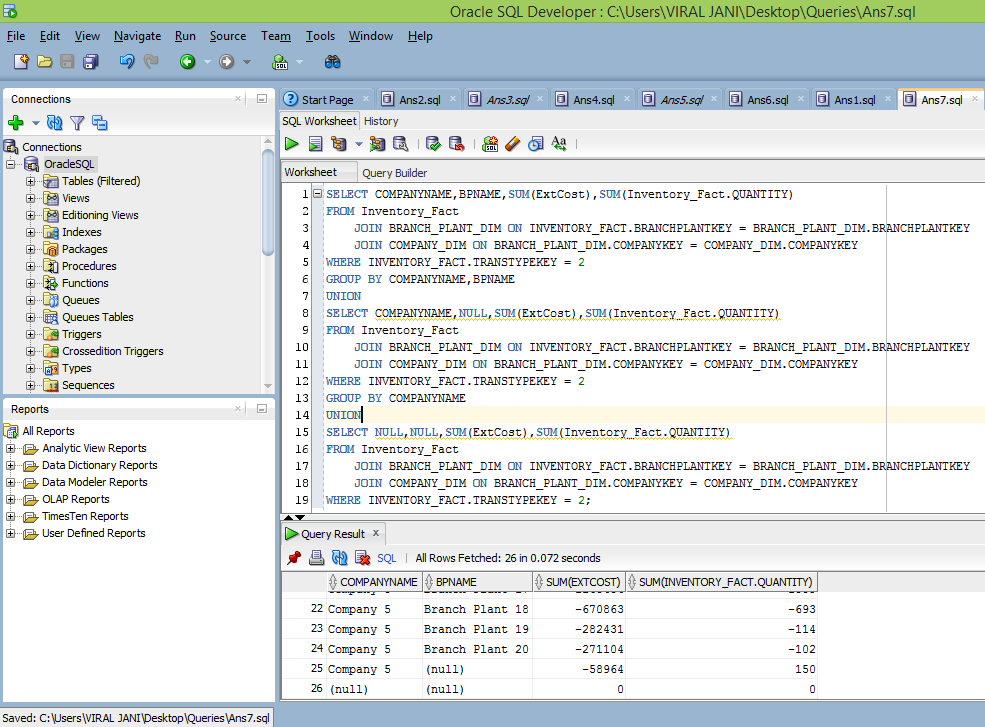 Oracle SQL Developer : C:\Users\VIRAL JANI\Desktop\Queries\Ans7.sql
File Edit View Navigate Run Source Team Tools Window Help
Connections
Connections
OracleSQL
Tables (Filtered)
Views
Editioning Views
Indexes
Packages
Procedures
Functions
Queues
Queues Tables
Triggers
Crossedition Triggers
Types
Sequences
Reports
All Reports
Analytic View Reports
Data Dictionary Reports
Data Modeler Reports
OLAP Reports
TimesTen Reports
User Defined Reports
Start Page Ans2.sql Ans3.sql Ans4.sql Ans5.sql Ans6.sql Ans1.sql Ans7.sql
SQL Worksheet History
Worksheet Query Builder
1 SELECT COMPANYNAME,BPNAME,SUM(ExtCost),SUM(Inventory_Fact.QUANTITY)
2 FROM Inventory_Fact
3 JOIN BRANCH_PLANT_DIM ON INVENTORY_FACT.BRANCHPLANTKEY = BRANCH_PLANT_DIM.BRANCHPLANTKEY
4 JOIN COMPANY_DIM ON BRANCH_PLANT_DIM.COMPANYKEY = COMPANY_DIM.COMPANYKEY
5 WHERE INVENTORY_FACT.TRANSTYPEKEY = 2
6 GROUP BY COMPANYNAME,BPNAME
7 UNION
8 SELECT COMPANYNAME,NULL,SUM(ExtCost),SUM(Inventory_Fact.QUANTITY)
9 FROM Inventory_Fact
10 JOIN BRANCH_PLANT_DIM ON INVENTORY_FACT.BRANCHPLANTKEY = BRANCH_PLANT_DIM.BRANCHPLANTKEY
11 JOIN COMPANY_DIM ON BRANCH_PLANT_DIM.COMPANYKEY = COMPANY_DIM.COMPANYKEY
12 WHERE INVENTORY_FACT.TRANSTYPEKEY = 2
13 GROUP BY COMPANYNAME
14 UNION
15 SELECT NULL,NULL,SUM(ExtCost),SUM(Inventory_Fact.QUANTITY)
16 FROM Inventory_Fact
17 JOIN BRANCH_PLANT_DIM ON INVENTORY_FACT.BRANCHPLANTKEY = BRANCH_PLANT_DIM.BRANCHPLANTKEY
18 JOIN COMPANY_DIM ON BRANCH_PLANT_DIM.COMPANYKEY = COMPANY_DIM.COMPANYKEY
19 WHERE INVENTORY_FACT.TRANSTYPEKEY = 2;
Query Result
SQL | All Rows Fetched: 26 in 0.072 seconds
COMPANYNAME BPNAME SUM(EXTCOST) SUM(INVENTORY_FACT.QUANTITY)
22 Company 5 Branch Plant 18 -670863 -693
23 Company 5 Branch Plant 19 -282431 -114
24 Company 5 Branch Plant 20 -271104 -102
25 Company 5 (null) -58964 150
26 (null) (null) 0 0
Saved: C:\Users\VIRAL JANI\Desktop\Queries\Ans7.sql